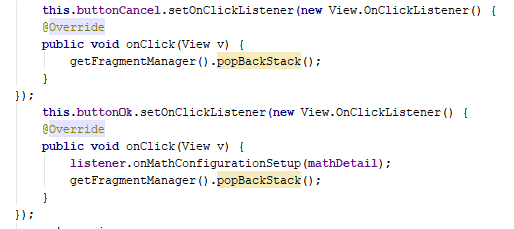 this.buttonCancel.setOnClickListener(new View.OnClickListener() {
@Override
public void onClick(View v) {
getFragmentManager().popBackStack();
}
});
this.buttonOk.setOnClickListener(new View.OnClickListener() {
@Override
public void onClick(View v) {
listener.onMathConfigurationSetup(mathDetail);
getFragmentManager().popBackStack();
}
});